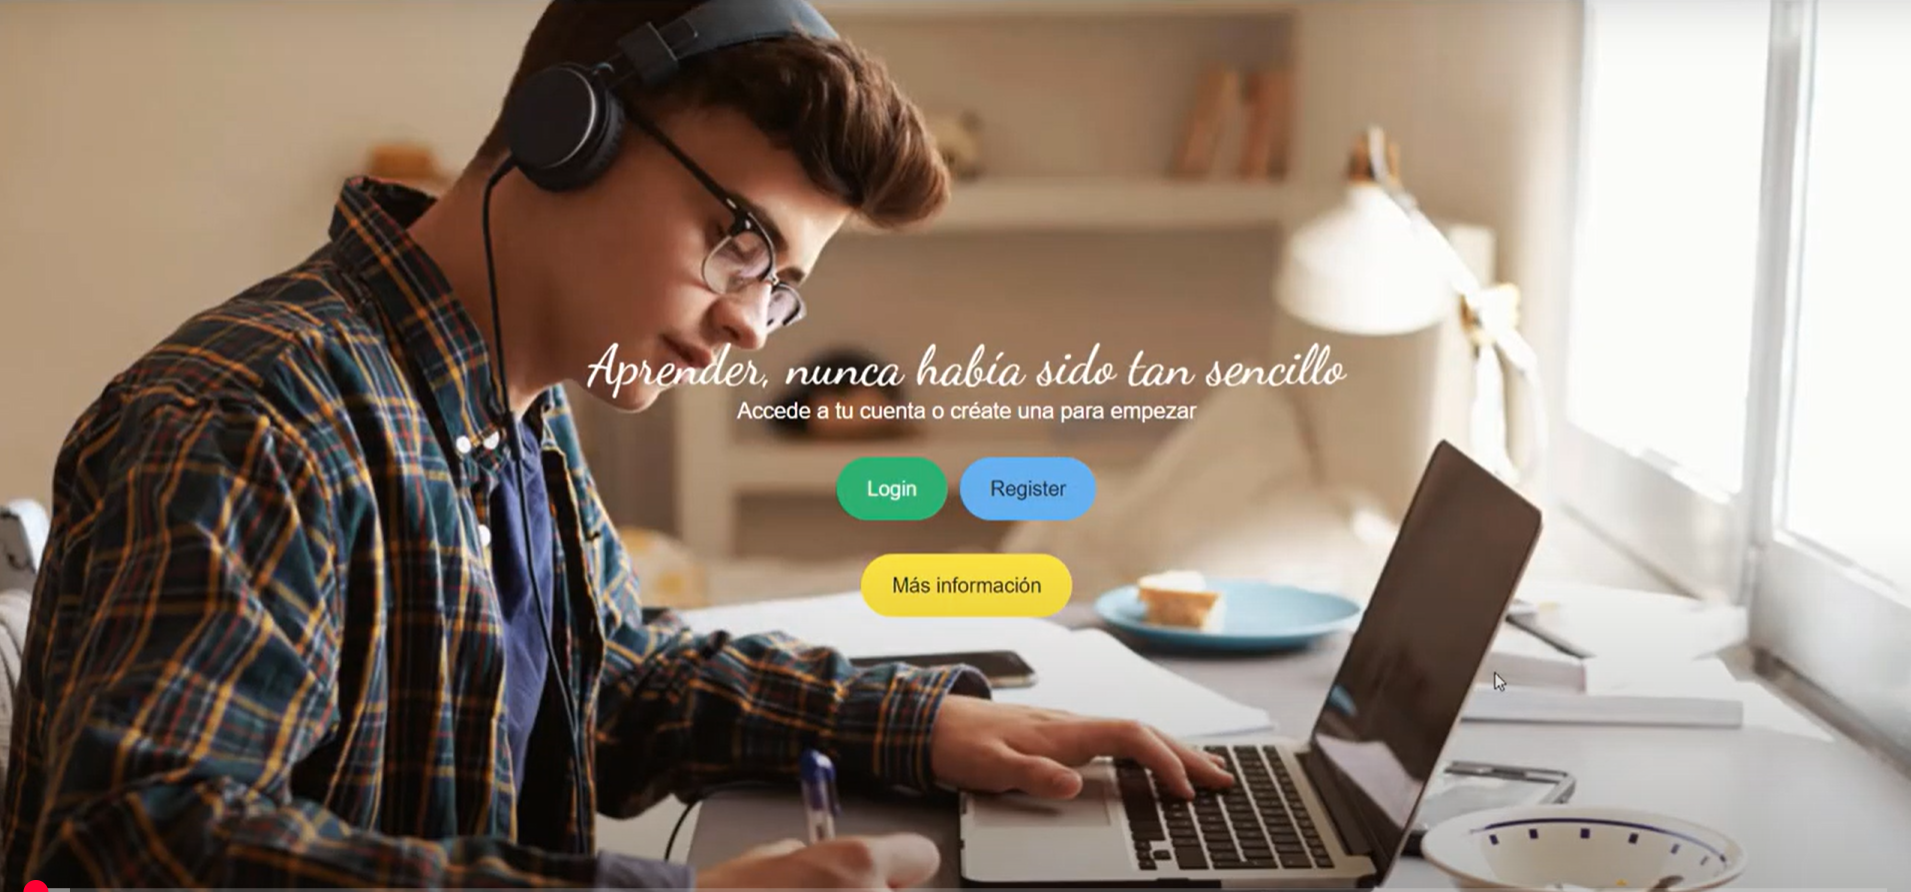 Aprender, nunca había sido tan sencillo
Accede a tu cuenta o créate una para empezar
Login
Register
Más información